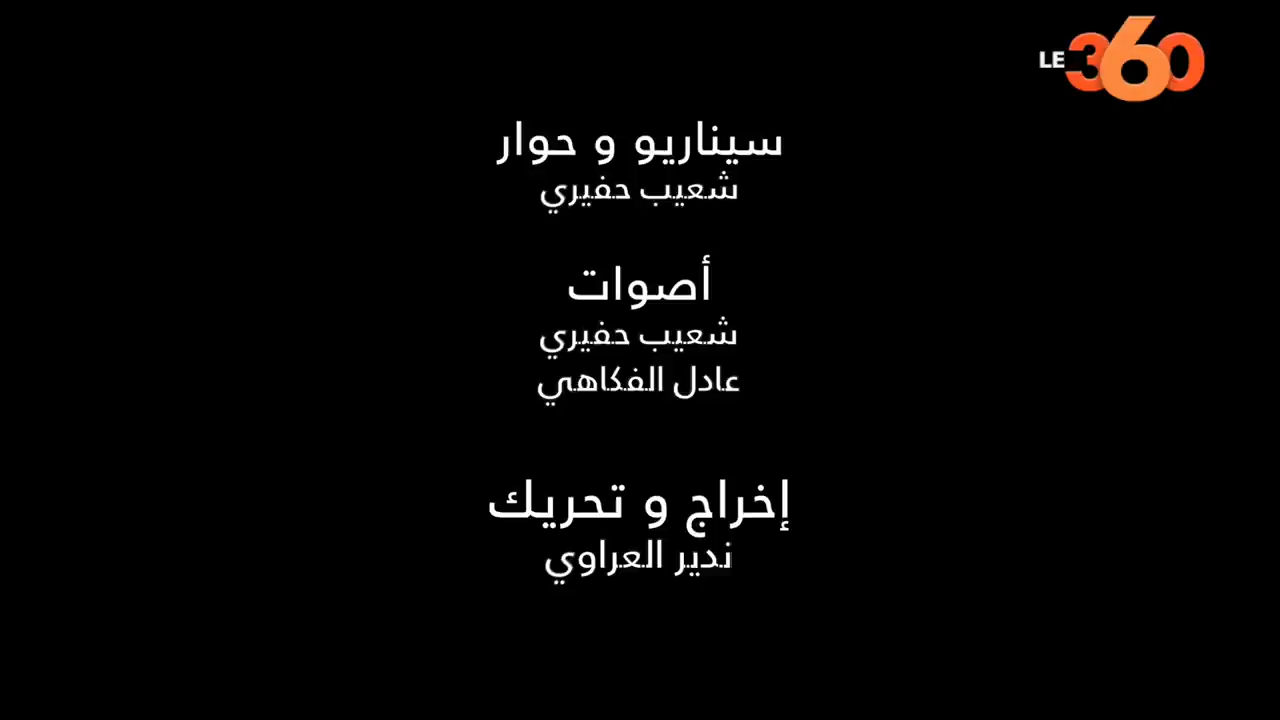 LE 360
سيناريو و حوار
شعيب حفيري
أصوات
شعيب حفيري
عادل الفكاهي
إخراج و تحريك
ندير العراوي